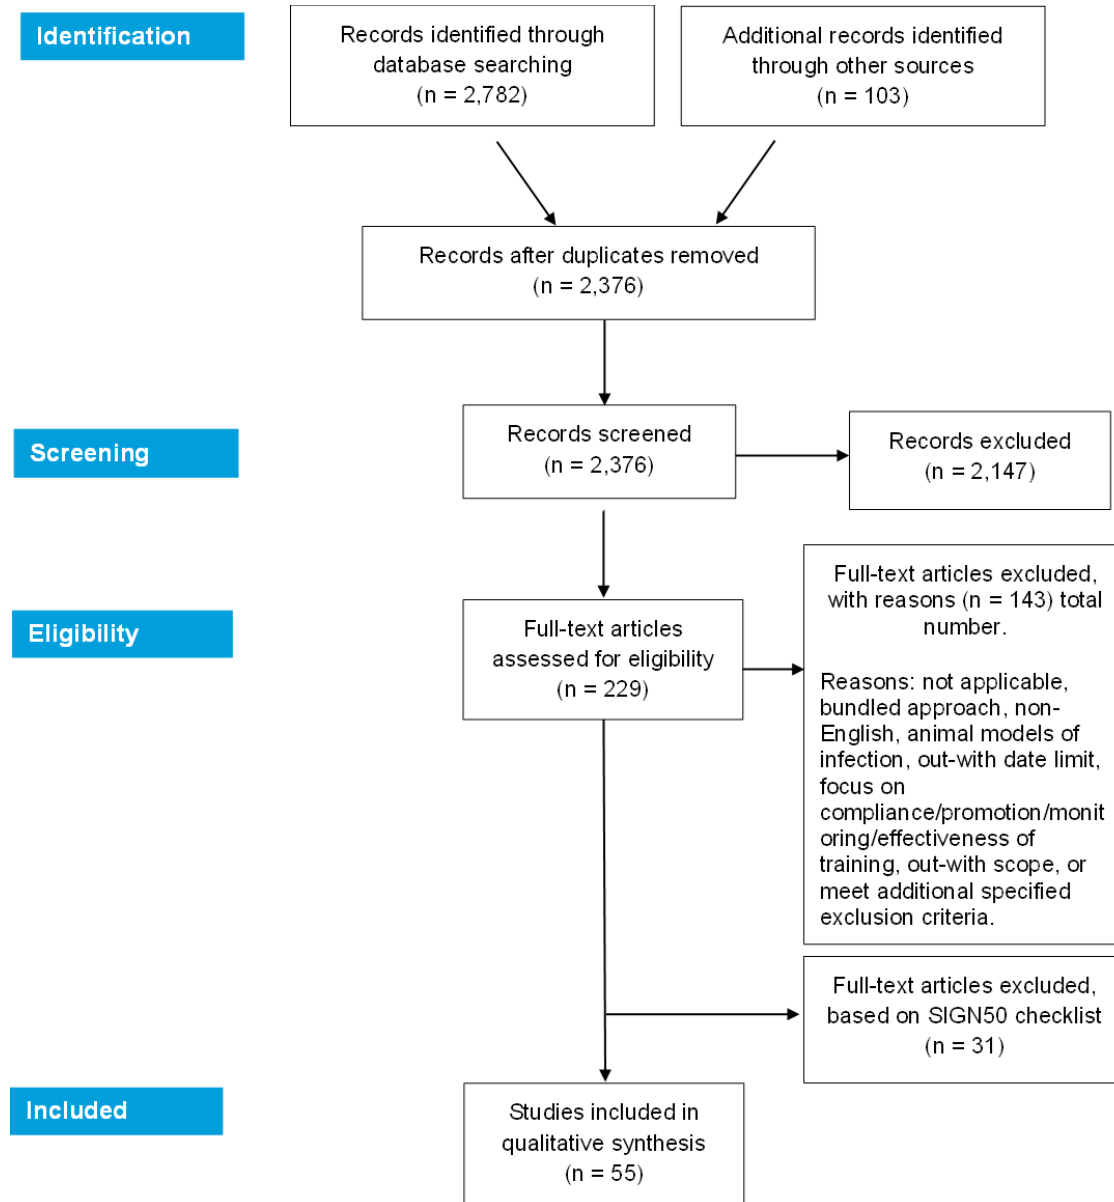 Identification
Records identified through
database searching
(n = 2,782)
Additional records identified
through other sources
(n = 103)
Records after duplicates removed
(n = 2,376)
Screening
Records screened
(n = 2,376)
Records excluded
(n = 2,147)
Eligibility
Full-text articles
assessed for eligibility
(n = 229)
Full-text articles excluded,
with reasons (n = 143) total
number.
Reasons: not applicable,
bundled approach, non-
English, animal models of
infection, out-with date limit,
focus on
compliance/promotion/monit
oring/effectiveness of
training, out-with scope, or
meet additional specified
exclusion criteria.
Full-text articles excluded,
based on SIGN50 checklist
(n = 31)
Included
Studies included in
qualitative synthesis
(n = 55)